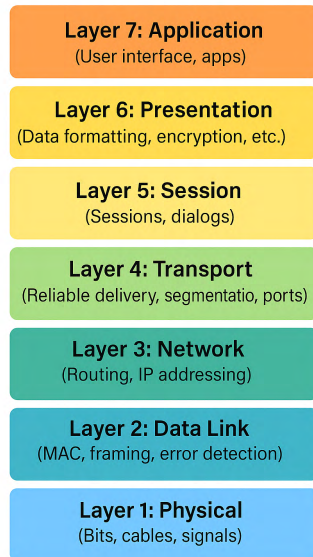 Layer 7: Application
(User interface, apps)
Layer 6: Presentation
(Data formatting, encryption, etc.)
Layer 5: Session
(Sessions, dialogs)
Layer 4: Transport
(Reliable delivery, segmentatio, ports)
Layer 3: Network
(Routing, IP addressing)
Layer 2: Data Link
(MAC, framing, error detection)
Layer 1: Physical
(Bits, cables, signals)